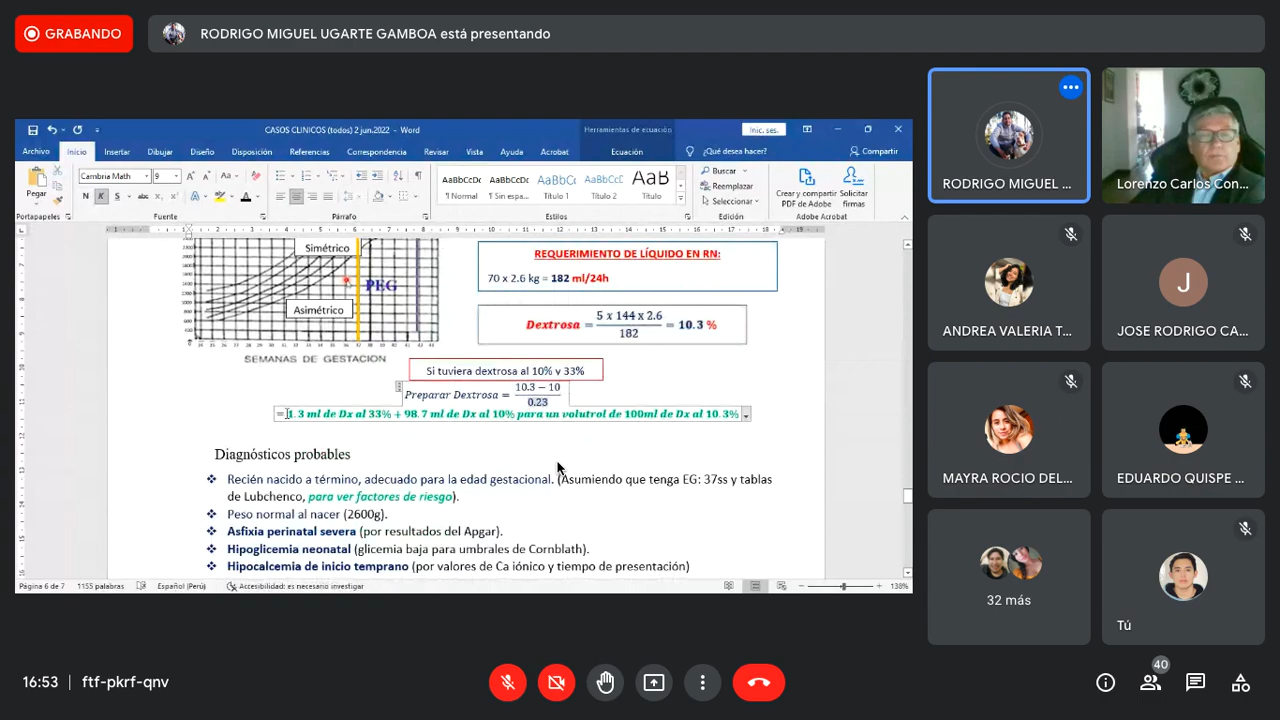 GRABANDO
RODRIGO MIGUEL UGARTE GAMBOA está presentando
CASOS CLINICOS (todos) 2 jun.2022 - Word
Herramientas de ecuación
Inic. ses.
Archivo Inicio Insertar Dibujar Diseño Disposición Referencias Correspondencia Revisar Vista Ayuda Acrobat Ecuación ¿Qué desea hacer? Compartir
Pegar
Cambria Math 9
N K S
AaBbCcDc AaBbCcDc AaBbC AaBbCcC AaB
¶ Normal ¶ Sin espa... Título 1 Título 2 Título
Buscar
Reemplazar
Seleccionar
Crear y compartir PDF de Adobe
Solicitar firmas
Portapapeles Fuente Párrafo Estilos Edición Adobe Acrobat
Simétrico
PEG
Asimétrico
SEMANAS DE GESTACION
REQUERIMIENTO DE LÍQUIDO EN RN:
70 x 2.6 kg = 182 ml/24h
Dextrosa = 5 x 144 x 2.6 / 182 = 10.3 %
Si tuviera dextrosa al 10% y 33%
Preparar Dextrosa = 10.3 − 10 / 0.23
= 1.3 ml de Dx al 33% + 98.7 ml de Dx al 10% para un volutrol de 100ml de Dx al 10.3%
Diagnósticos probables
❖ Recién nacido a término, adecuado para la edad gestacional. (Asumiendo que tenga EG: 37ss y tablas
de Lubchenco, para ver factores de riesgo).
❖ Peso normal al nacer (2600g).
❖ Asfixia perinatal severa (por resultados del Apgar).
❖ Hipoglicemia neonatal (glicemia baja para umbrales de Cornblath).
❖ Hipocalcemia de inicio temprano (por valores de Ca iónico y tiempo de presentación)
Página 6 de 7 1155 palabras Español (Perú) Accesibilidad: es necesario investigar 138%
RODRIGO MIGUEL ...
Lorenzo Carlos Con...
ANDREA VALERIA T...
J
JOSE RODRIGO CA...
MAYRA ROCIO DEL...
EDUARDO QUISPE ...
32 más
Tú
16:53 | ftf-pkrf-qnv
40